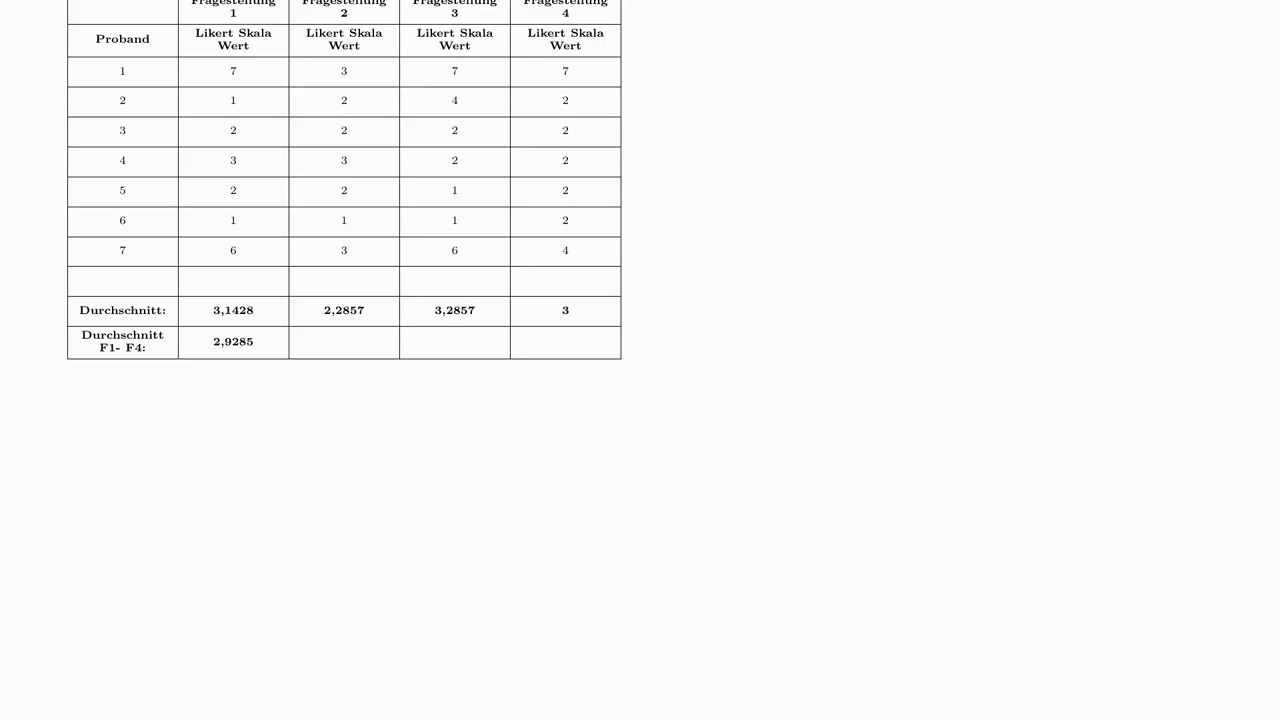 Fragestellung Fragestellung Fragestellung Fragestellung
1 2 3 4
Proband Likert Skala Wert Likert Skala Wert Likert Skala Wert Likert Skala Wert
1 7 3 7 7
2 1 2 4 2
3 2 2 2 2
4 3 3 2 2
5 2 2 1 2
6 1 1 1 2
7 6 3 6 4
Durchschnitt: 3,1428 2,2857 3,2857 3
Durchschnitt
F1- F4: 2,9285